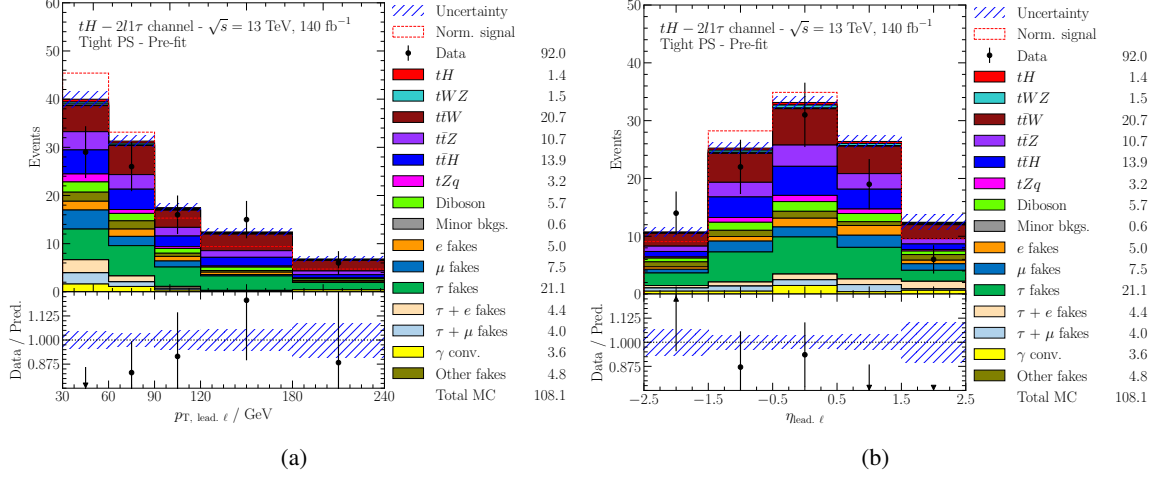 tH − 2l1τ channel - √s = 13 TeV, 140 fb⁻¹
Tight PS - Pre-fit
Events
60
50
40
30
20
10
0
Data / Pred.
1.125
1.000
0.875
30 60 90 120 150 180 210 240
p_T, lead. ℓ / GeV
Uncertainty
Norm. signal
Data 92.0
tH 1.4
tWZ 1.5
tt̄W 20.7
tt̄Z 10.7
tt̄H 13.9
tZq 3.2
Diboson 5.7
Minor bkgs. 0.6
e fakes 5.0
μ fakes 7.5
τ fakes 21.1
τ + e fakes 4.4
τ + μ fakes 4.0
γ conv. 3.6
Other fakes 4.8
Total MC 108.1
(a)
tH − 2l1τ channel - √s = 13 TeV, 140 fb⁻¹
Tight PS - Pre-fit
Events
50
40
30
20
10
0
Data / Pred.
1.125
1.000
0.875
−2.5 −1.5 −0.5 0.5 1.5 2.5
η_lead. ℓ
Uncertainty
Norm. signal
Data 92.0
tH 1.4
tWZ 1.5
tt̄W 20.7
tt̄Z 10.7
tt̄H 13.9
tZq 3.2
Diboson 5.7
Minor bkgs. 0.6
e fakes 5.0
μ fakes 7.5
τ fakes 21.1
τ + e fakes 4.4
τ + μ fakes 4.0
γ conv. 3.6
Other fakes 4.8
Total MC 108.1
(b)